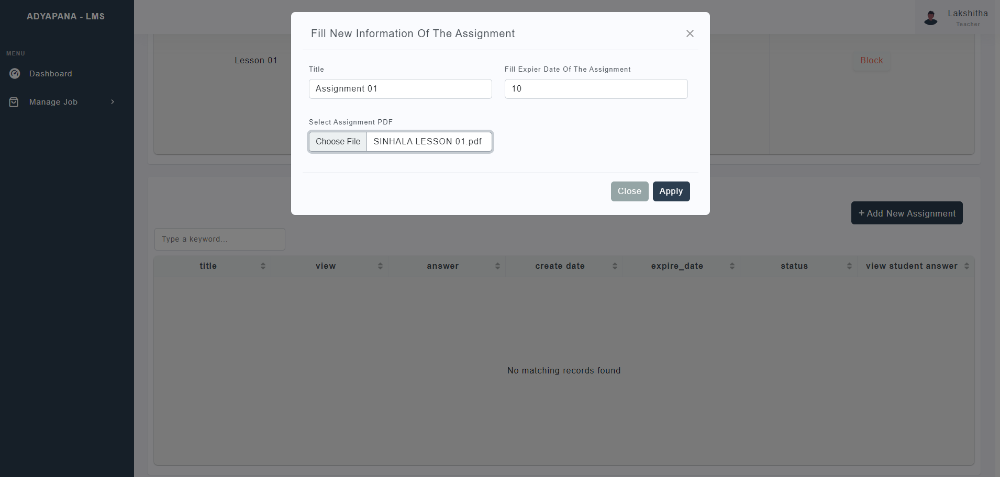 ADYAPANA - LMS
Lakshitha
Teacher
MENU
Dashboard
Manage Job
Lesson 01
Block
Fill New Information Of The Assignment
Title
Fill Expier Date Of The Assignment
Assignment 01
10
Select Assignment PDF
Choose File
SINHALA LESSON 01.pdf
Close
Apply
+ Add New Assignment
Type a keyword...
title
view
answer
create date
expire_date
status
view student answer
No matching records found